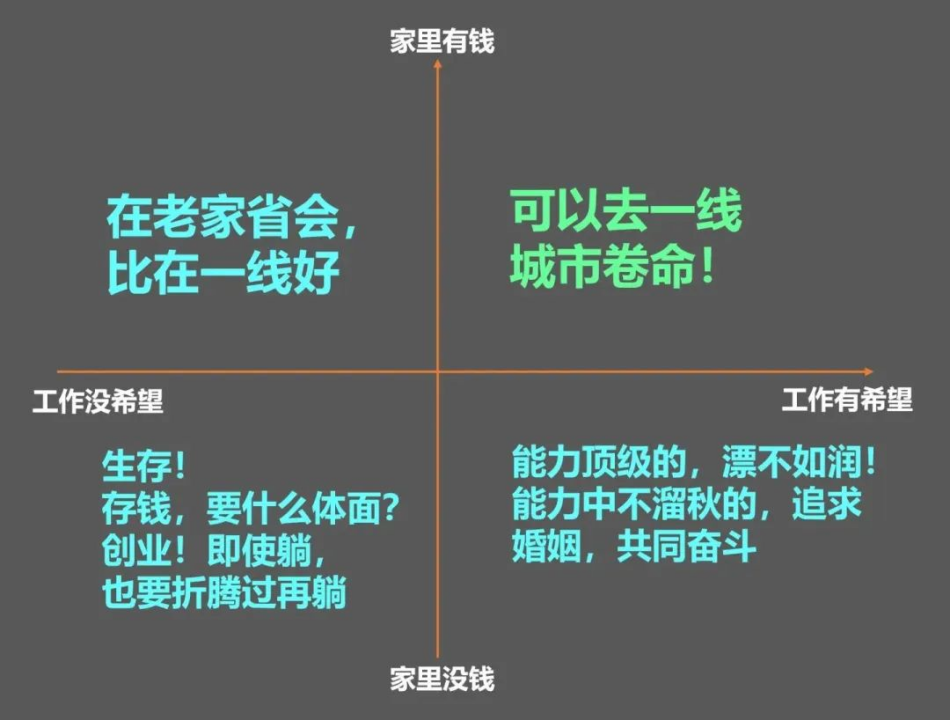 家里有钱
在老家省会，
比在一线好
可以去一线
城市卷命！
工作没希望
工作有希望
生存！
存钱，要什么体面？
创业！即使躺，
也要折腾过再躺
能力顶级的，漂不如润！
能力中不溜秋的，追求
婚姻，共同奋斗
家里没钱